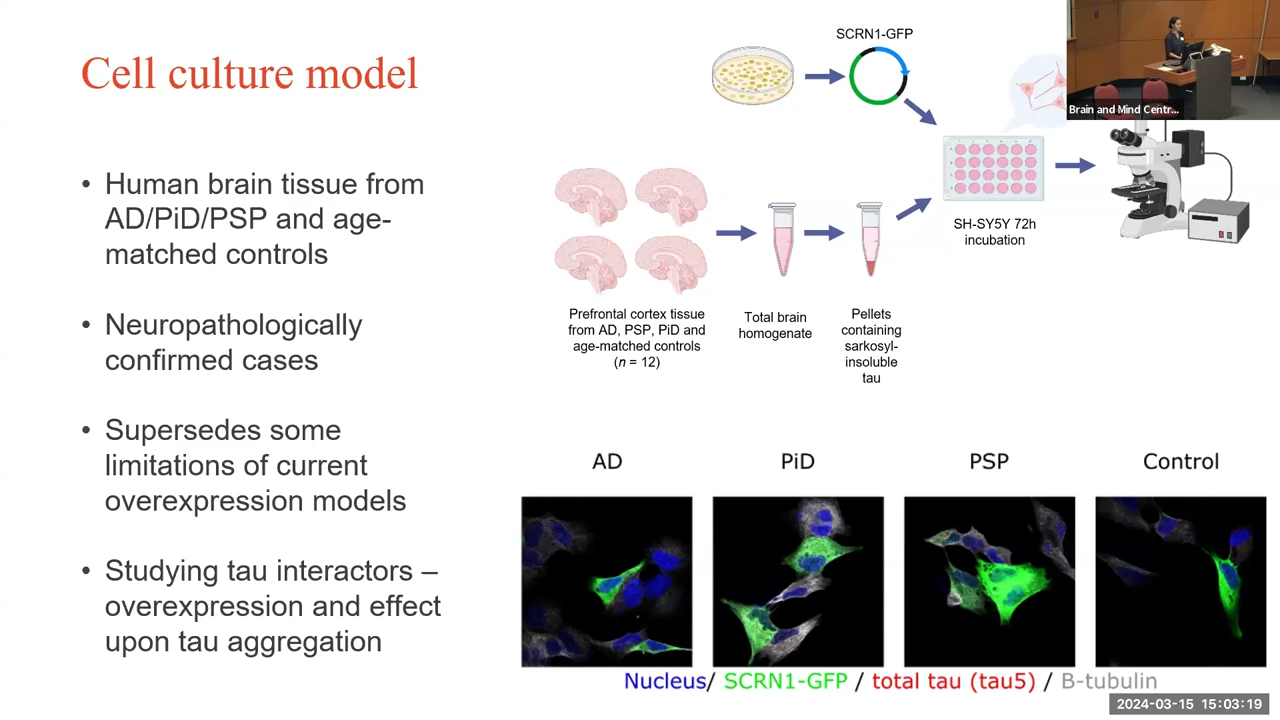 Cell culture model
• Human brain tissue from
AD/PiD/PSP and age-
matched controls
• Neuropathologically
confirmed cases
• Supersedes some
limitations of current
overexpression models
• Studying tau interactors –
overexpression and effect
upon tau aggregation
SCRN1-GFP
Brain and Mind Centr...
SH-SY5Y 72h
incubation
Prefrontal cortex tissue
from AD, PSP, PiD and
age-matched controls
(n = 12)
Total brain
homogenate
Pellets
containing
sarkosyl-
insoluble
tau
AD
PiD
PSP
Control
Nucleus/ SCRN1-GFP / total tau (tau5) / B-tubulin
2024-03-15 15:03:19